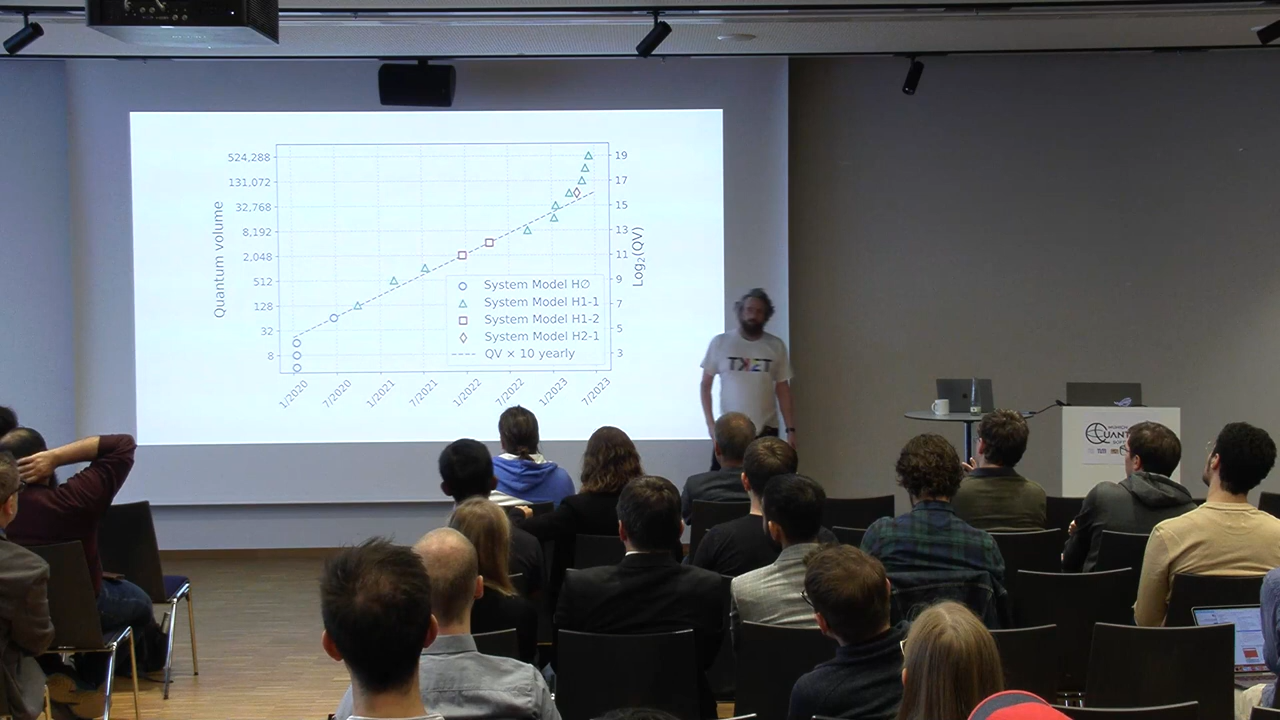 524,288
131,072
32,768
8,192
2,048
512
128
32
8
Quantum volume
19
17
15
13
11
9
7
5
3
Log2(QV)
System Model H∅
System Model H1-1
System Model H1-2
System Model H2-1
QV × 10 yearly
1/2020
7/2020
1/2021
7/2021
1/2022
7/2022
1/2023
7/2023
TKET
QUANT